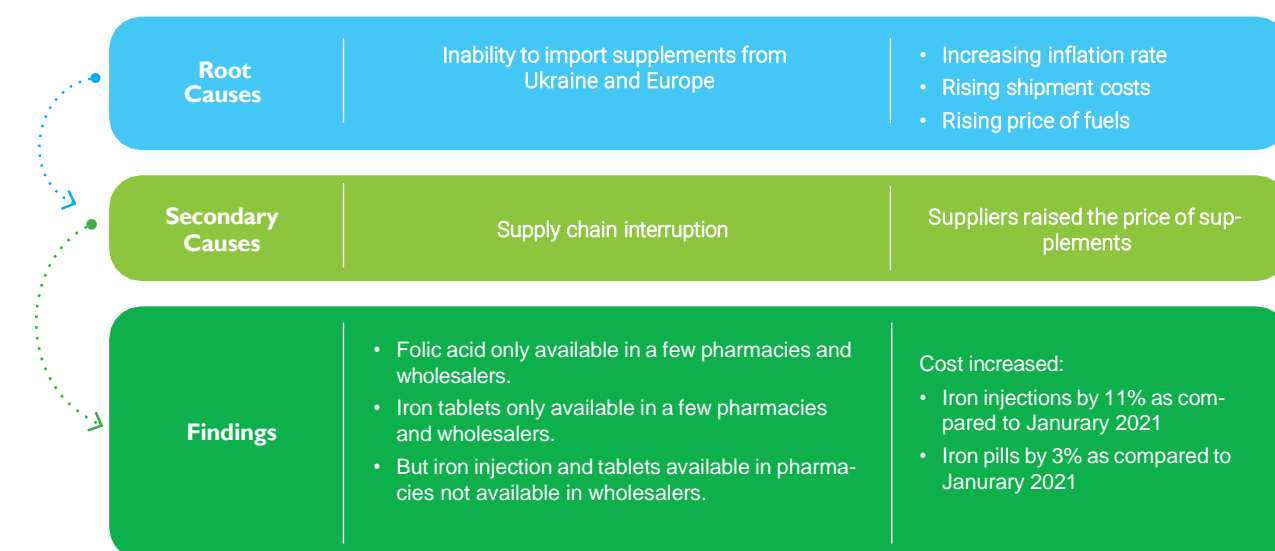 Root
Causes
Inability to import supplements from
Ukraine and Europe
• Increasing inflation rate
• Rising shipment costs
• Rising price of fuels
Secondary
Causes
Supply chain interruption
Suppliers raised the price of sup-
plements
Findings
• Folic acid only available in a few pharmacies and
wholesalers.
• Iron tablets only available in a few pharmacies
and wholesalers.
• But iron injection and tablets available in pharma-
cies not available in wholesalers.
Cost increased:
• Iron injections by 11% as com-
pared to Janurary 2021
• Iron pills by 3% as compared to
Janurary 2021